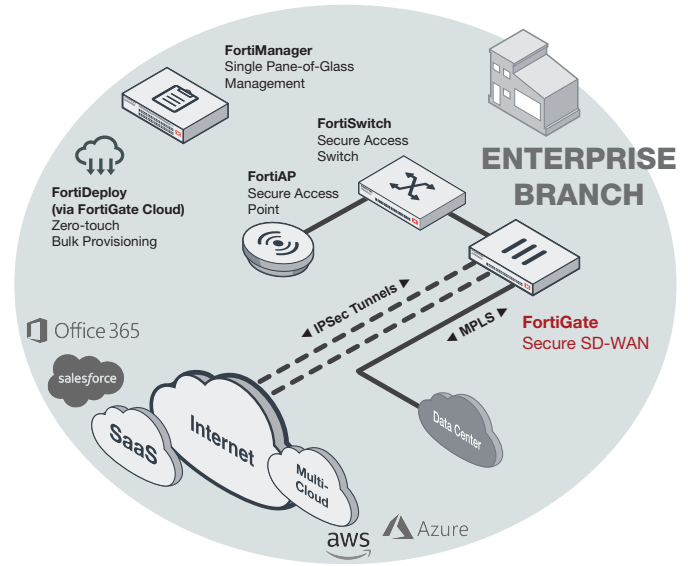 FortiManager
Single Pane-of-Glass
Management
ENTERPRISE
BRANCH
FortiSwitch
Secure Access
Switch
FortiAP
Secure Access
Point
FortiDeploy
(via FortiGate Cloud)
Zero-touch
Bulk Provisioning
IPSec Tunnels
MPLS
FortiGate
Secure SD-WAN
Office 365
salesforce
SaaS
Internet
Multi-
Cloud
Data Center
aws
Azure